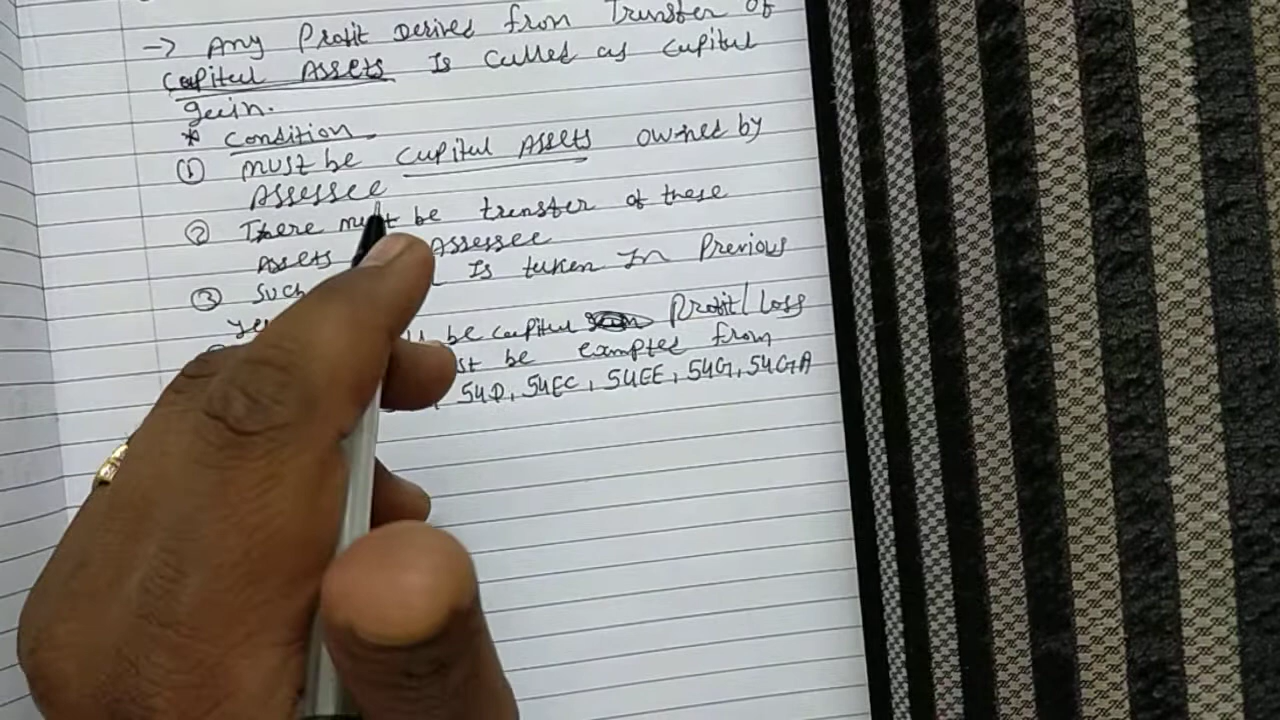 → Any Profit Derived from Transfer of
Capital Assets Is Called as capital
gain.
* Condition
① must be capital Assets owned by
Assessee
② There must be transfer of these
Assets Assessee
③ Such Is taken In Previous
be capital Profit/Loss
be exampted from
54D, 54EC, 54EE, 54G, 54GA